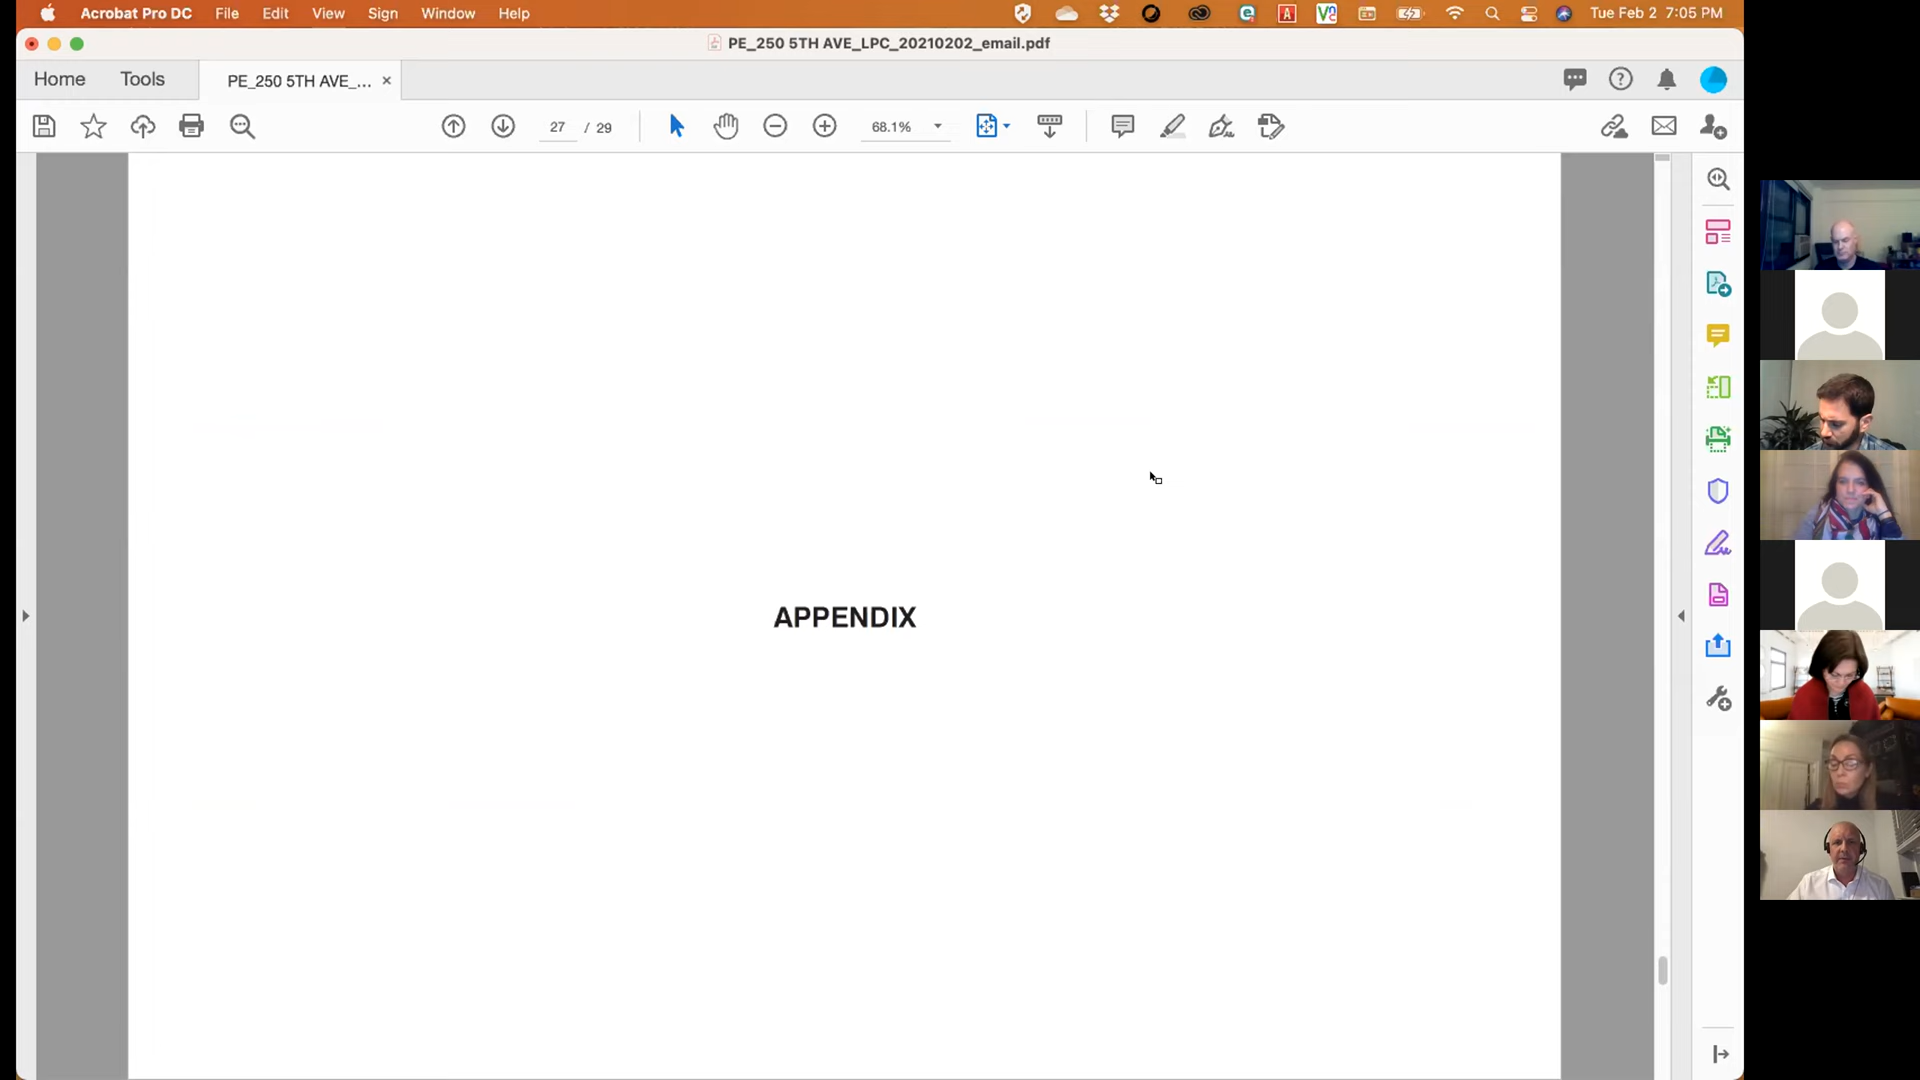 Acrobat Pro DC File Edit View Sign Window Help Tue Feb 2 7:05 PM
PE_250 5TH AVE_LPC_20210202_email.pdf
Home Tools PE_250 5TH AVE_... ×
27 / 29 68.1%
APPENDIX